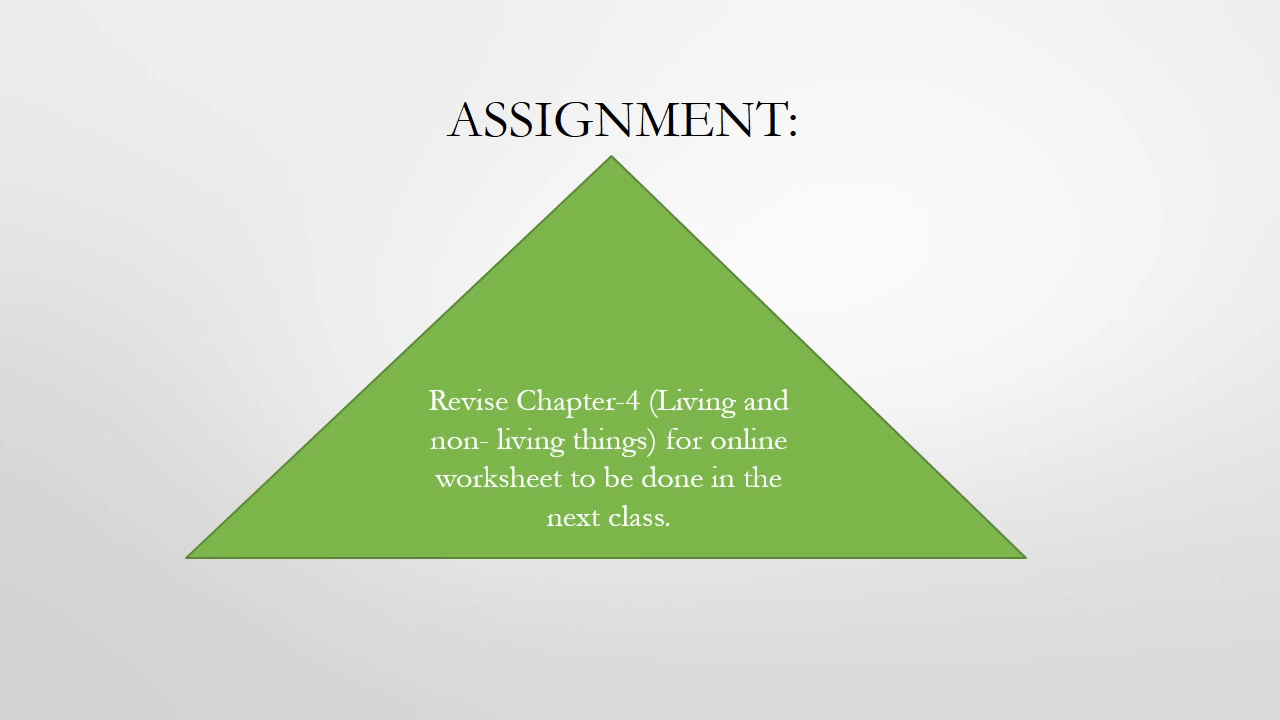 ASSIGNMENT:
Revise Chapter-4 (Living and
non- living things) for online
worksheet to be done in the
next class.